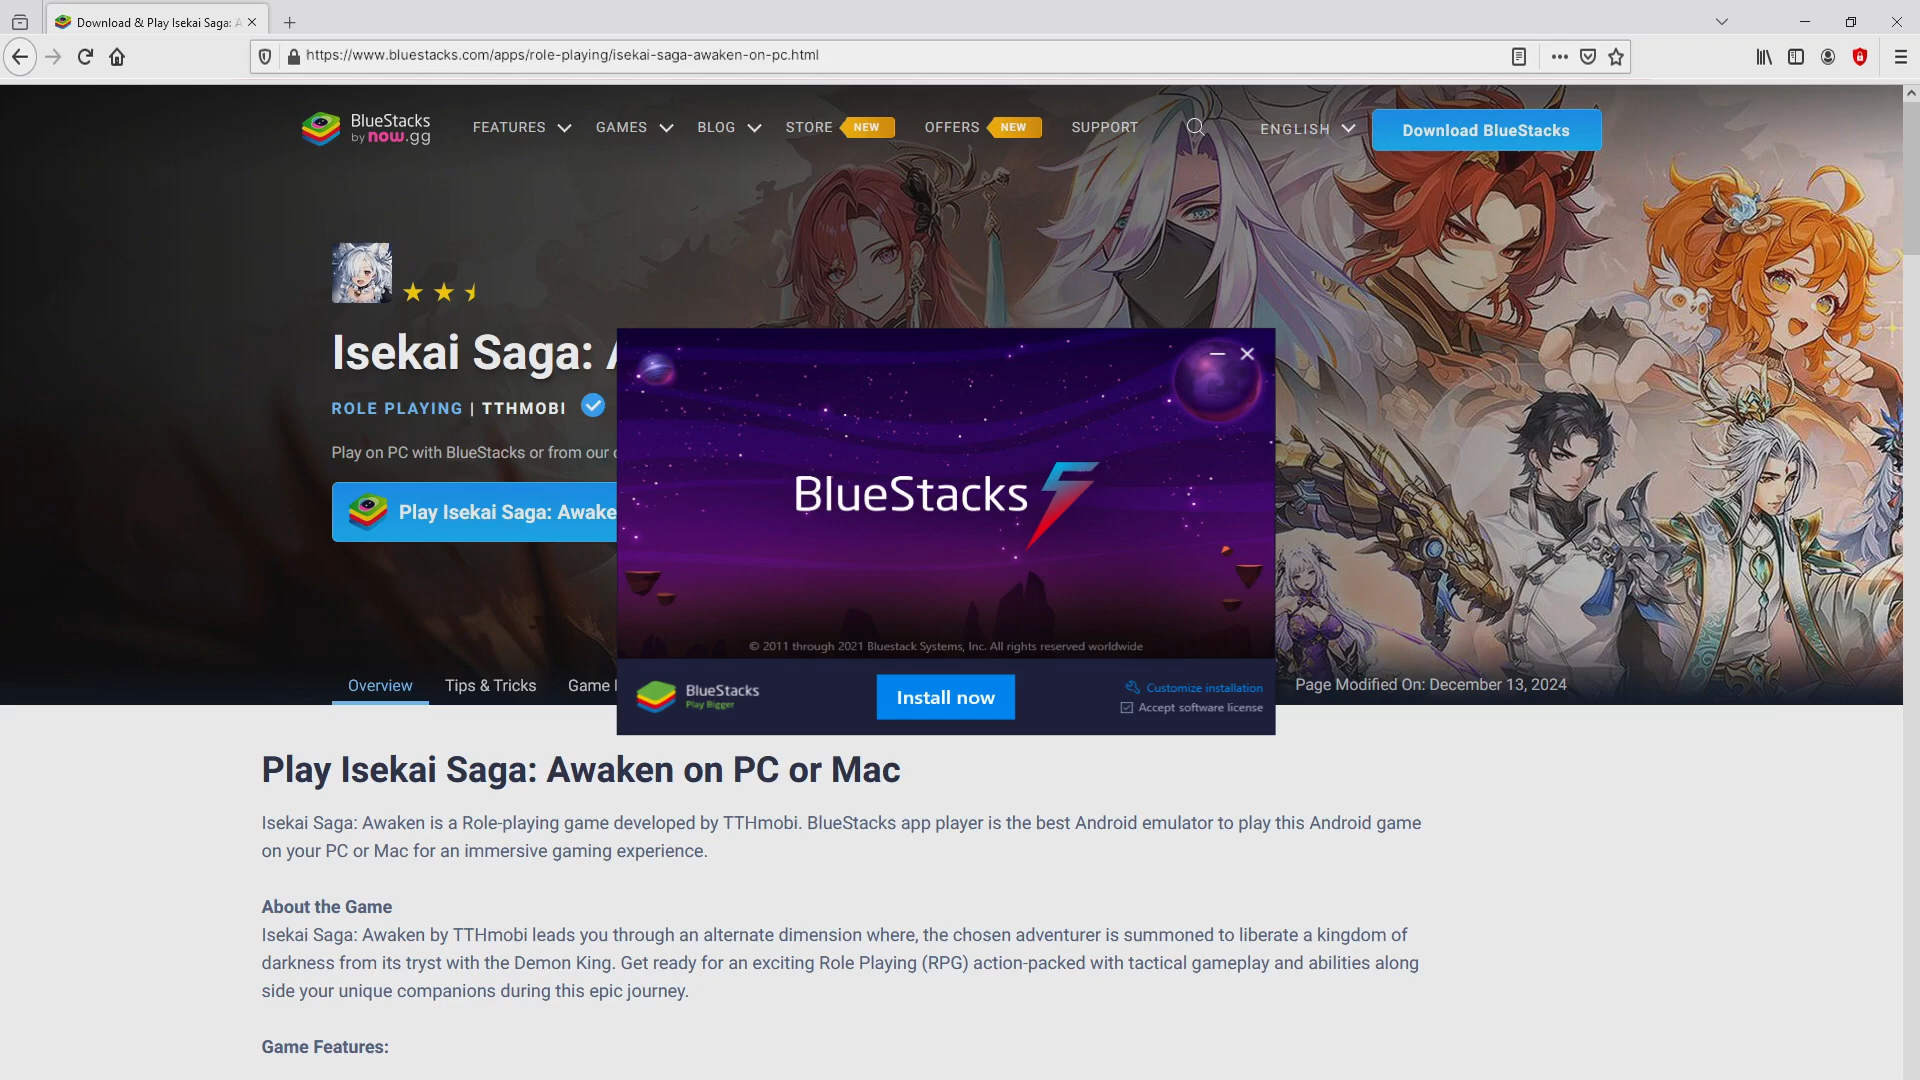 Download & Play Isekai Saga:
https://www.bluestacks.com/apps/role-playing/isekai-saga-awaken-on-pc.html
BlueStacks
by now.gg
FEATURES
GAMES
BLOG
STORE
NEW
OFFERS
NEW
SUPPORT
ENGLISH
Download BlueStacks
Isekai Saga:
ROLE PLAYING | TTHMOBI
Play on PC with BlueStacks or from our
Play Isekai Saga: Awake
BlueStacks 5
© 2011 through 2021 Bluestack Systems, Inc. All rights reserved worldwide
BlueStacks
Play Bigger
Install now
Customize installation
Accept software license
Overview
Tips & Tricks
Game
Page Modified On: December 13, 2024
Play Isekai Saga: Awaken on PC or Mac
Isekai Saga: Awaken is a Role-playing game developed by TTHmobi. BlueStacks app player is the best Android emulator to play this Android game
on your PC or Mac for an immersive gaming experience.
About the Game
Isekai Saga: Awaken by TTHmobi leads you through an alternate dimension where, the chosen adventurer is summoned to liberate a kingdom of
darkness from its tryst with the Demon King. Get ready for an exciting Role Playing (RPG) action-packed with tactical gameplay and abilities along
side your unique companions during this epic journey.
Game Features: